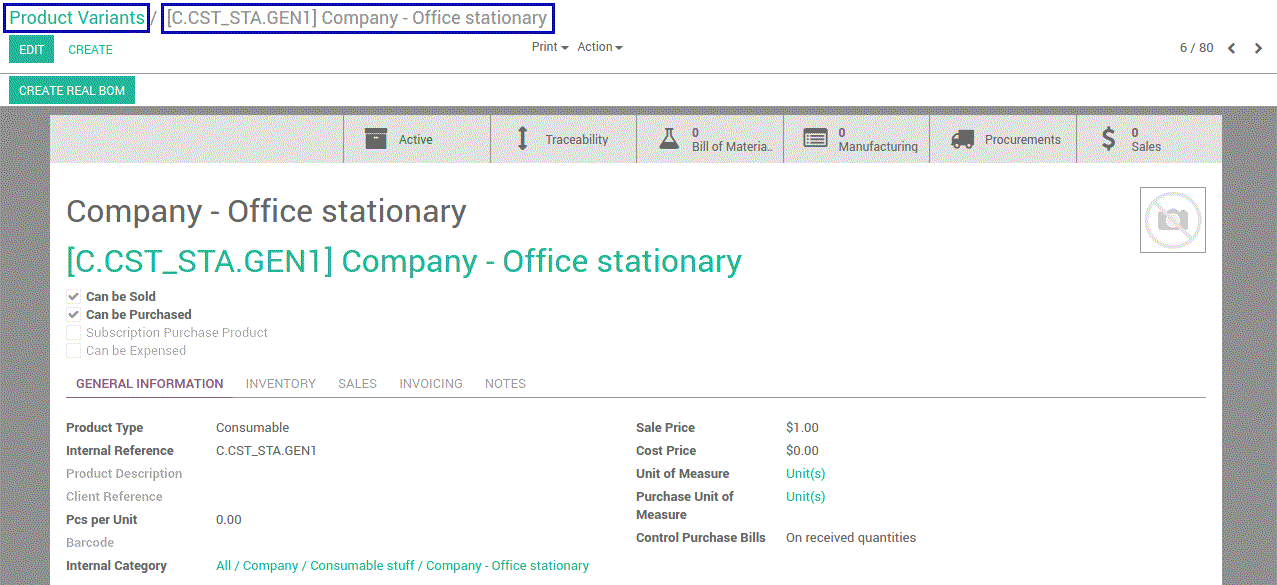 Product Variants / [C.CST_STA.GEN1] Company - Office stationary
EDIT CREATE Print Action 6 / 80
CREATE REAL BOM
Active Traceability 0 Bill of Materia.. 0 Manufacturing Procurements 0 Sales
Company - Office stationary
[C.CST_STA.GEN1] Company - Office stationary
Can be Sold
Can be Purchased
Subscription Purchase Product
Can be Expensed
GENERAL INFORMATION INVENTORY SALES INVOICING NOTES
Product Type Consumable
Internal Reference C.CST_STA.GEN1
Product Description
Client Reference
Pcs per Unit 0.00
Barcode
Internal Category All / Company / Consumable stuff / Company - Office stationary
Sale Price $1.00
Cost Price $0.00
Unit of Measure Unit(s)
Purchase Unit of Unit(s)
Measure
Control Purchase Bills On received quantities